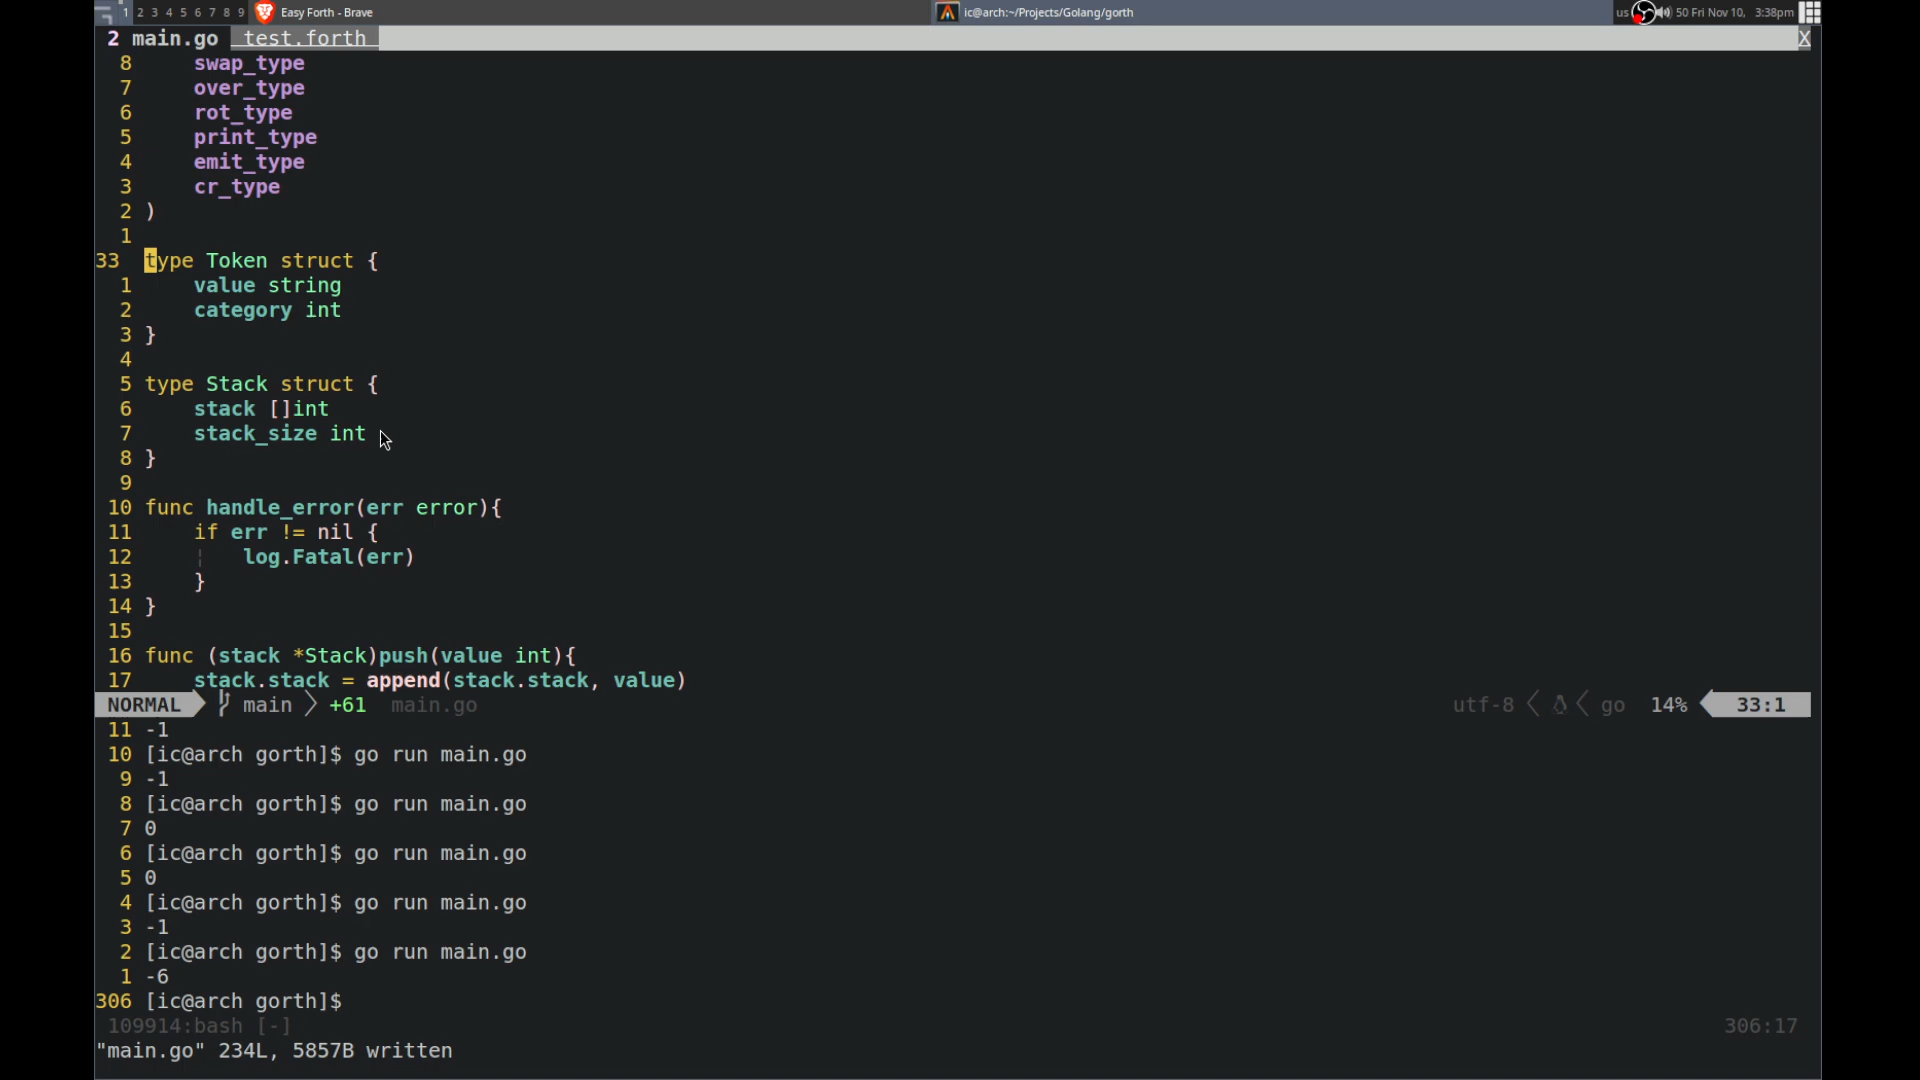 1 2 3 4 5 6 7 8 9 Easy Forth - Brave ic@arch:~/Projects/Golang/gorth us 50 Fri Nov 10, 3:38pm
2 main.go test.forth X
8 swap_type
7 over_type
6 rot_type
5 print_type
4 emit_type
3 cr_type
2 )
1
33 type Token struct {
1 value string
2 category int
3 }
4
5 type Stack struct {
6 stack []int
7 stack_size int
8 }
9
10 func handle_error(err error){
11 if err != nil {
12 ¦ log.Fatal(err)
13 }
14 }
15
16 func (stack *Stack)push(value int){
17 stack.stack = append(stack.stack, value)
NORMAL main +61 main.go utf-8 go 14% 33:1
11 -1
10 [ic@arch gorth]$ go run main.go
9 -1
8 [ic@arch gorth]$ go run main.go
7 0
6 [ic@arch gorth]$ go run main.go
5 0
4 [ic@arch gorth]$ go run main.go
3 -1
2 [ic@arch gorth]$ go run main.go
1 -6
306 [ic@arch gorth]$
109914:bash [-] 306:17
"main.go" 234L, 5857B written